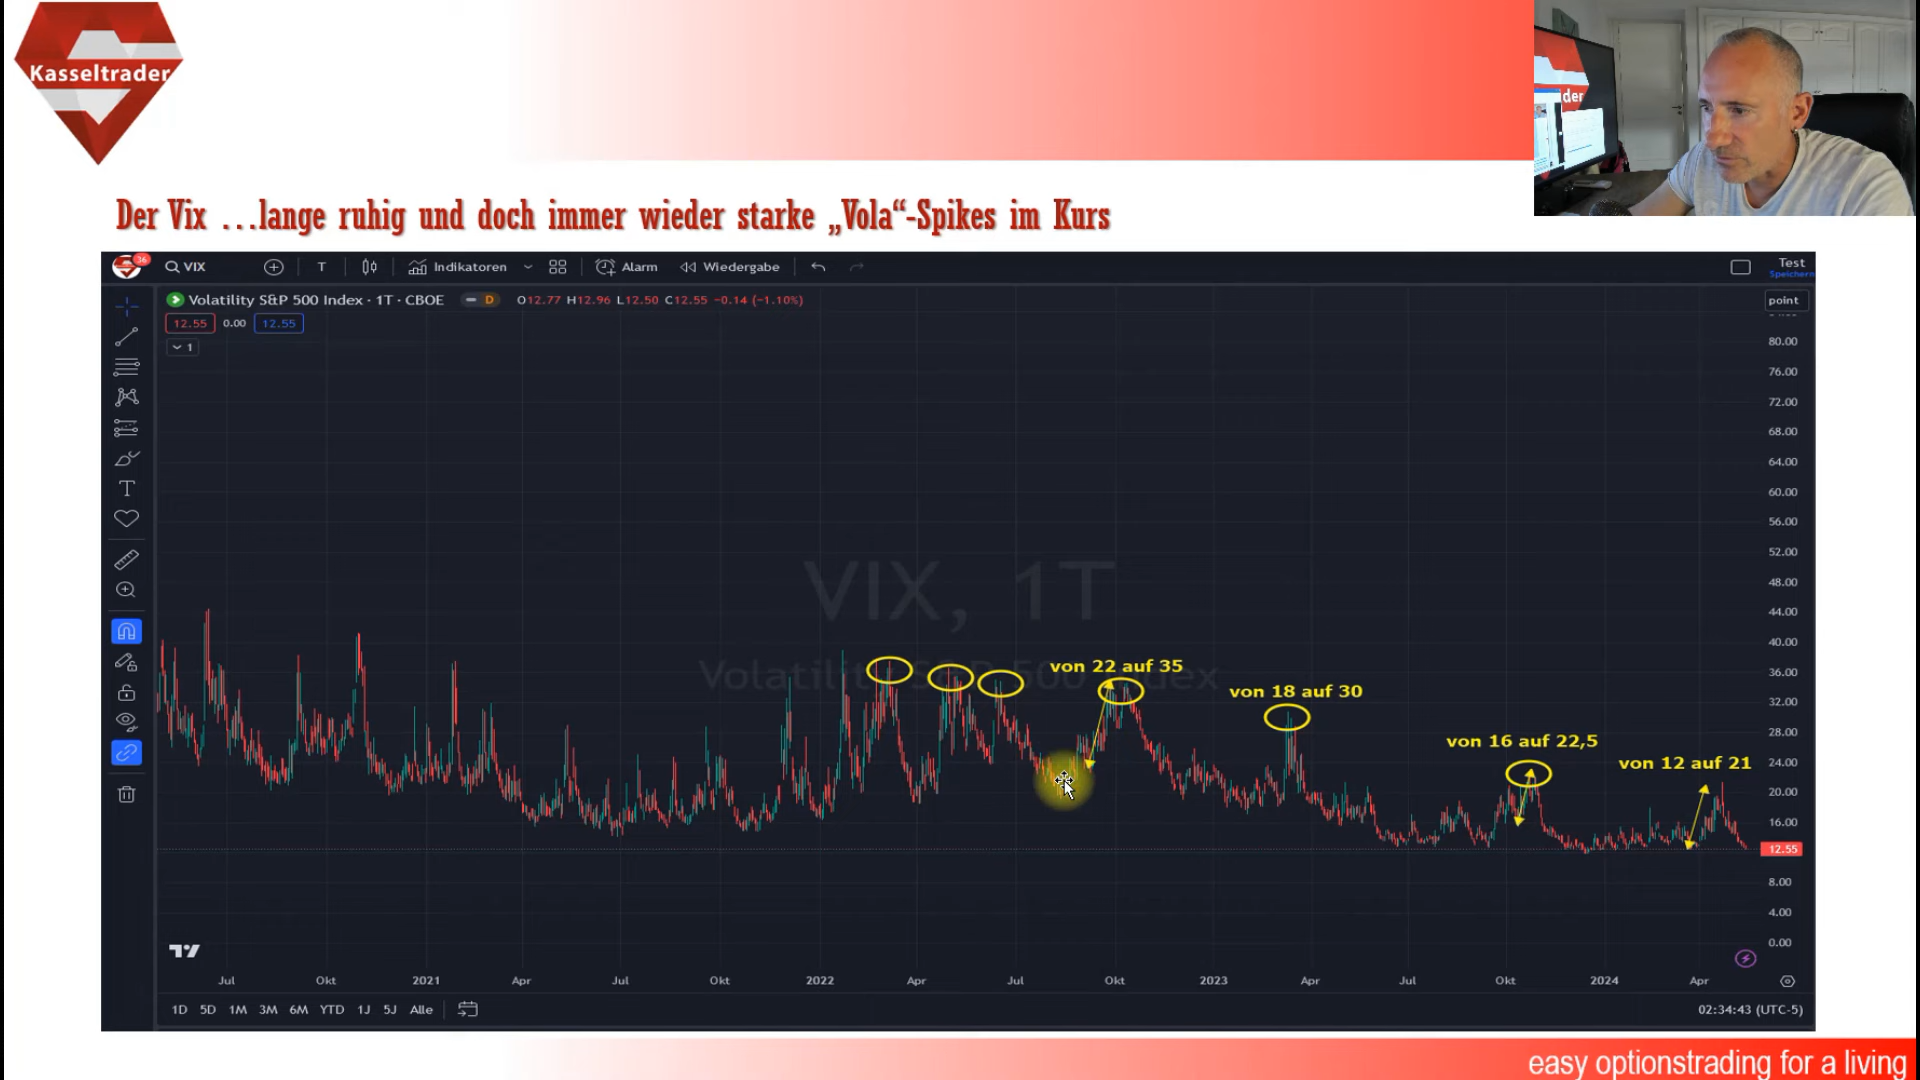 Kasseltrader
der
Der Vix …lange ruhig und doch immer wieder starke „Vola“-Spikes im Kurs
36
VIX
T
Indikatoren
Alarm
Wiedergabe
Test
Speichern
Volatility S&P 500 Index · 1T · CBOE
D
O12.77 H12.96 L12.50 C12.55 −0.14 (−1.10%)
point
12.55 0.00 12.55
1
80.00
76.00
72.00
68.00
64.00
60.00
56.00
52.00
48.00
44.00
40.00
36.00
32.00
28.00
24.00
20.00
16.00
12.55
8.00
4.00
0.00
VIX, 1T
Volatility S&P 500 Index
von 22 auf 35
von 18 auf 30
von 16 auf 22,5
von 12 auf 21
Jul Okt 2021 Apr Jul Okt 2022 Apr Jul Okt 2023 Apr Jul Okt 2024 Apr
1D 5D 1M 3M 6M YTD 1J 5J Alle
02:34:43 (UTC-5)
easy optionstrading for a living